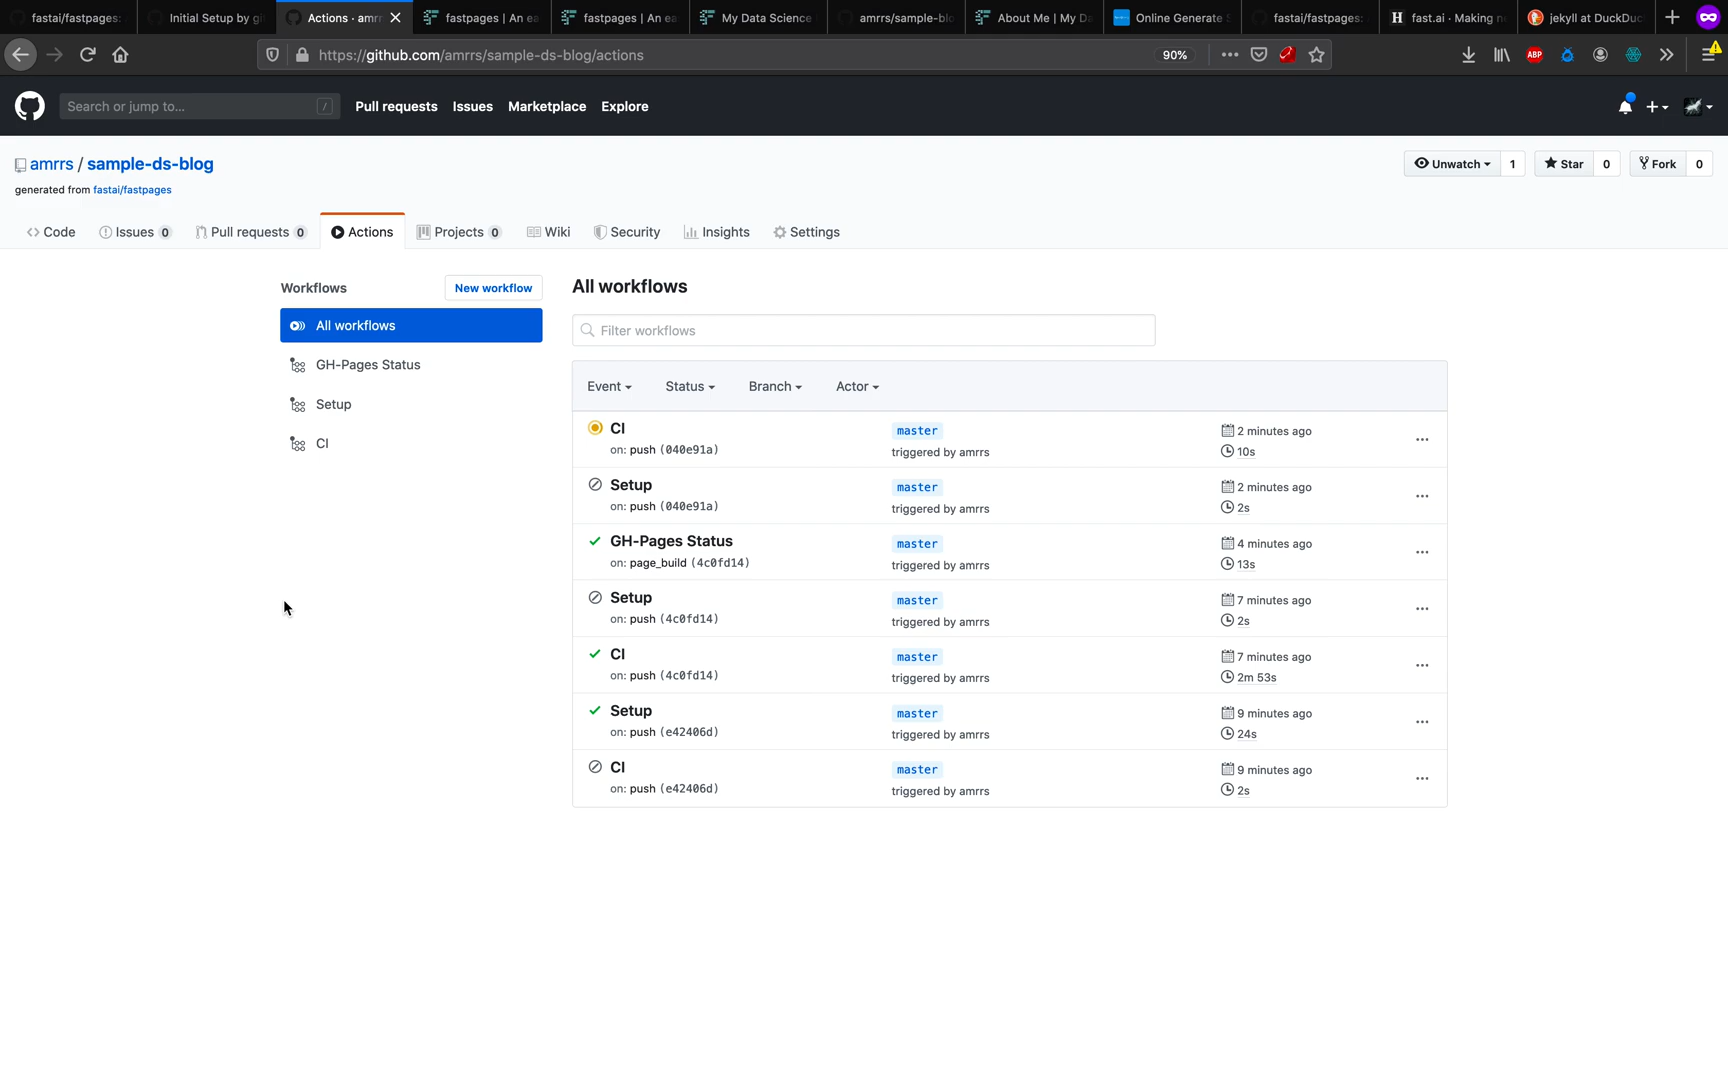 fastai/fastpages:
Initial Setup by gi
Actions · amrr
fastpages | An ea
fastpages | An ea
My Data Science
amrrs/sample-blo
About Me | My Da
Online Generate S
fastai/fastpages:
H fast.ai · Making n
jekyll at DuckDuc
https://github.com/amrrs/sample-ds-blog/actions
90%
ABP
Search or jump to...
/
Pull requests
Issues
Marketplace
Explore
amrrs / sample-ds-blog
Unwatch 1
Star 0
Fork 0
generated from fastai/fastpages
Code
Issues 0
Pull requests 0
Actions
Projects 0
Wiki
Security
Insights
Settings
Workflows
New workflow
All workflows
GH-Pages Status
Setup
CI
All workflows
Filter workflows
Event
Status
Branch
Actor
CI
on: push (040e91a)
master
triggered by amrrs
2 minutes ago
10s
Setup
on: push (040e91a)
master
triggered by amrrs
2 minutes ago
2s
GH-Pages Status
on: page_build (4c0fd14)
master
triggered by amrrs
4 minutes ago
13s
Setup
on: push (4c0fd14)
master
triggered by amrrs
7 minutes ago
2s
CI
on: push (4c0fd14)
master
triggered by amrrs
7 minutes ago
2m 53s
Setup
on: push (e42406d)
master
triggered by amrrs
9 minutes ago
24s
CI
on: push (e42406d)
master
triggered by amrrs
9 minutes ago
2s